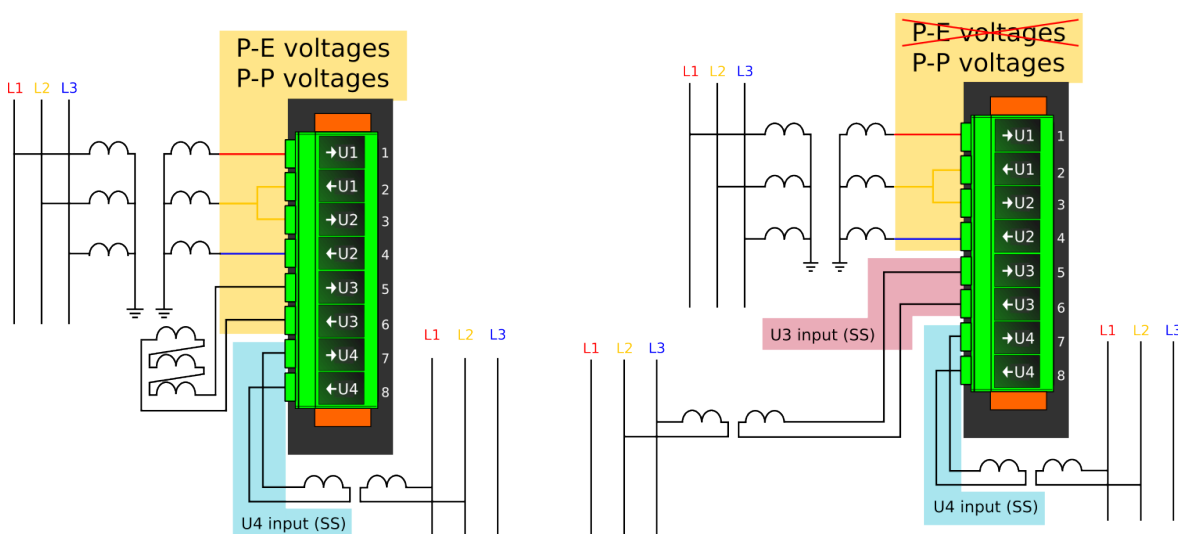 P-E voltages
P-P voltages
L1 L2 L3
→U1 1
←U1 2
→U2 3
←U2 4
→U3 5
←U3 6
→U4 7
←U4 8
L1 L2 L3
U4 input (SS)
P-E voltages
P-P voltages
L1 L2 L3
→U1 1
←U1 2
→U2 3
←U2 4
→U3 5
←U3 6
→U4 7
←U4 8
U3 input (SS)
L1 L2 L3
L1 L2 L3
U4 input (SS)